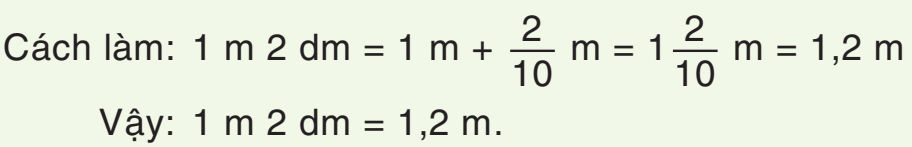 Cách làm: 1 m 2 dm = 1 m + 2/10 m = 1 2/10 m = 1,2 m
Vậy: 1 m 2 dm = 1,2 m.